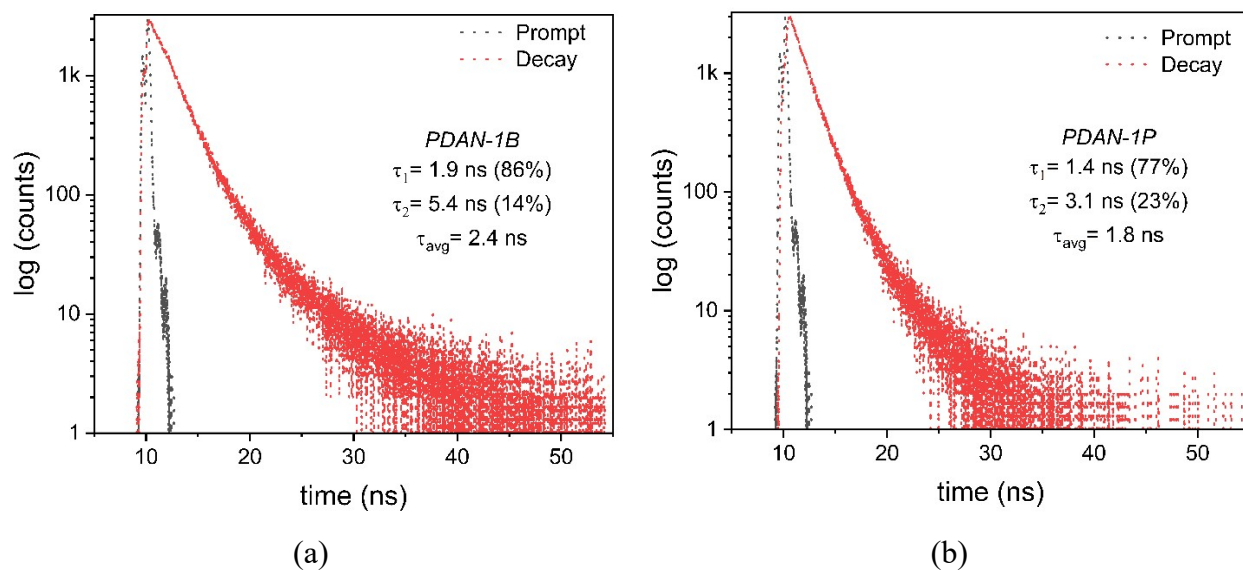 Prompt
Decay
1k
100
10
1
log (counts)
PDAN-1B
τ1= 1.9 ns (86%)
τ2= 5.4 ns (14%)
τavg= 2.4 ns
10 20 30 40 50
time (ns)
(a)
Prompt
Decay
1k
100
10
1
log (counts)
PDAN-1P
τ1= 1.4 ns (77%)
τ2= 3.1 ns (23%)
τavg= 1.8 ns
10 20 30 40 50
time (ns)
(b)